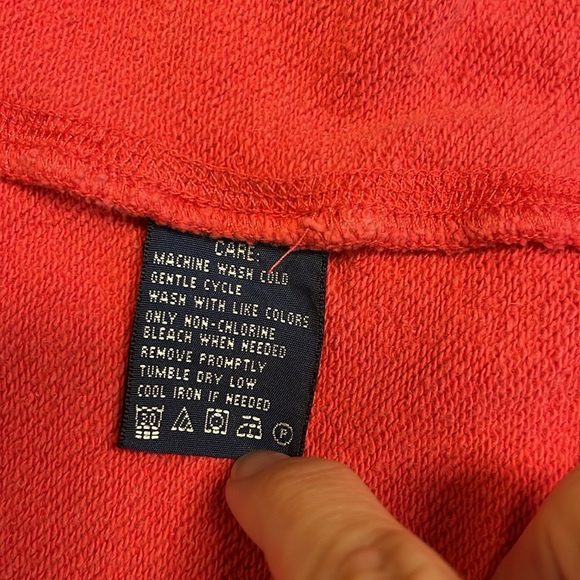 CARE:
MACHINE WASH COLD
GENTLE CYCLE
WASH WITH LIKE COLORS
ONLY NON-CHLORINE
BLEACH WHEN NEEDED
REMOVE PROMPTLY
TUMBLE DRY LOW
COOL IRON IF NEEDED
30 P